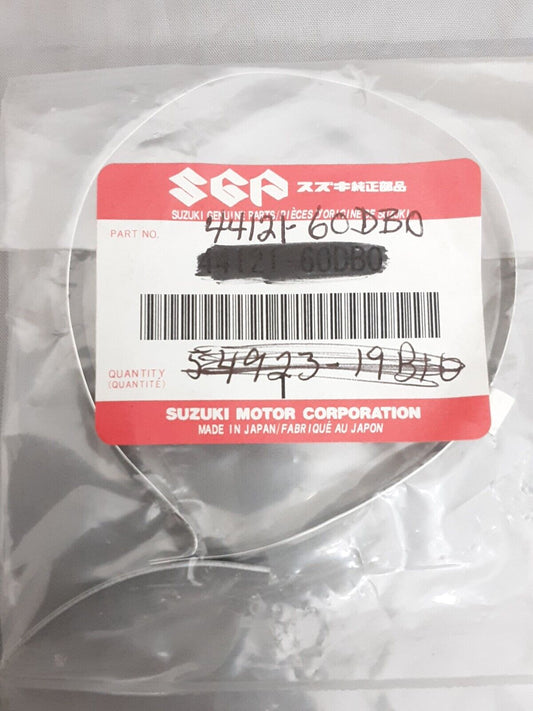 SGP スズキ純正部品
SUZUKI GENUINE PARTS/PIÈCES D'ORIGINE SUZUKI
44121-60DB0
PART NO.
44121-60DB0
54923-19BL0
QUANTITY
(QUANTITÉ)
1
SUZUKI MOTOR CORPORATION
MADE IN JAPAN/FABRIQUÉ AU JAPON